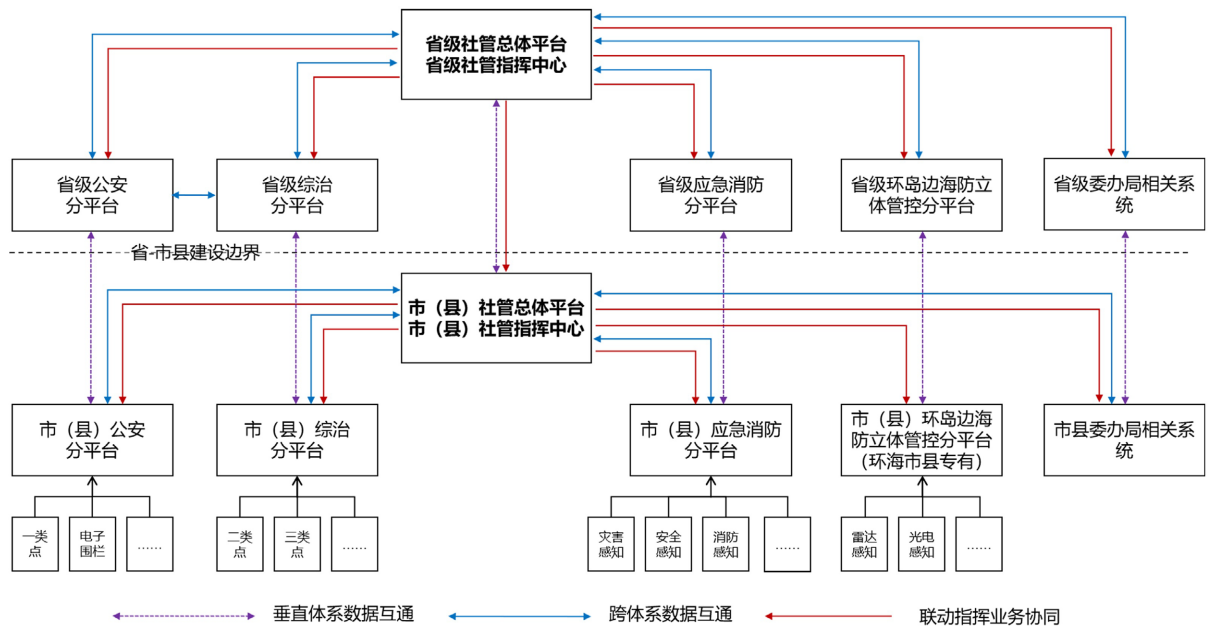 省级社管总体平台
省级社管指挥中心
省级公安
分平台
省级综治
分平台
省级应急消防
分平台
省级环岛边海防立
体管控分平台
省级委办局相关系
统
省-市县建设边界
市（县）社管总体平台
市（县）社管指挥中心
市（县）公安
分平台
市（县）综治
分平台
市（县）应急消防
分平台
市（县）环岛边海
防立体管控分平台
（环海市县专有）
市县委办局相关系
统
一类
点
电子
围栏
……
二类
点
三类
点
……
灾害
感知
安全
感知
消防
感知
……
雷达
感知
光电
感知
……
垂直体系数据互通
跨体系数据互通
联动指挥业务协同